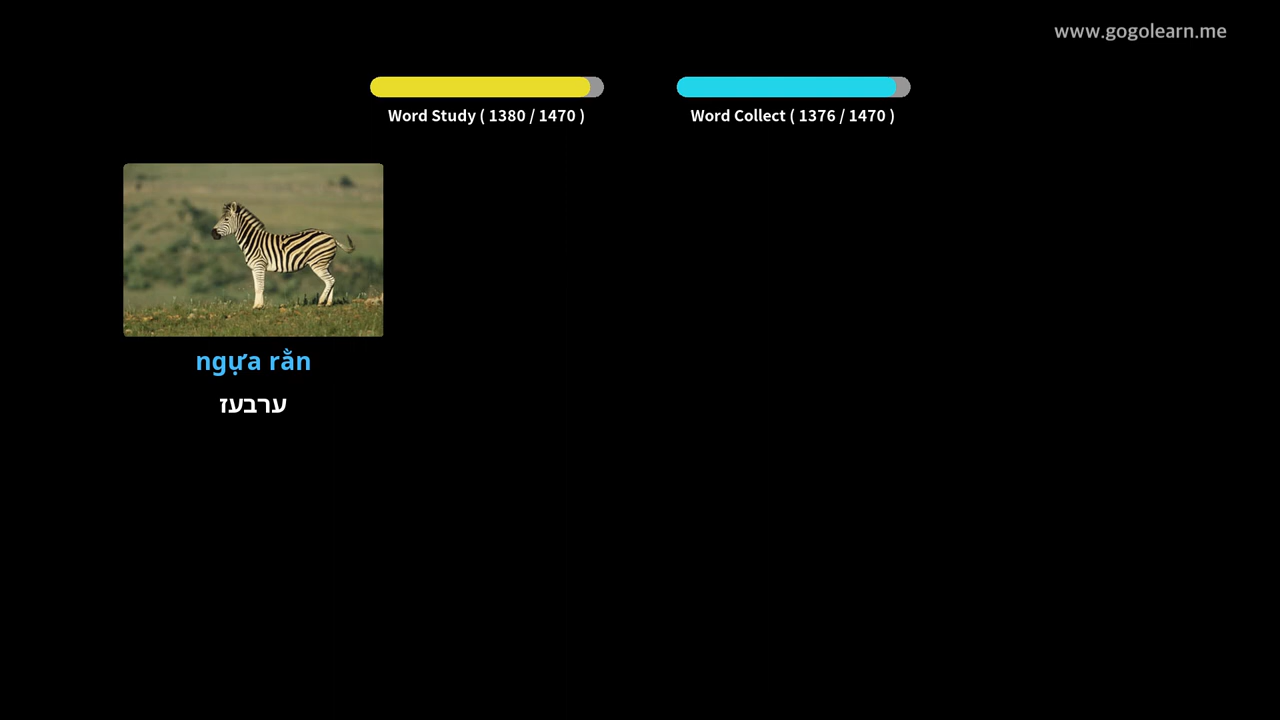 www.gogolearn.me
Word Study ( 1380 / 1470 )
Word Collect ( 1376 / 1470 )
ngựa rằn
ערבעז